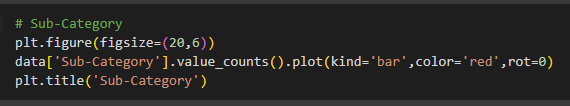 # Sub-Category
plt.figure(figsize=(20,6))
data['Sub-Category'].value_counts().plot(kind='bar',color='red',rot=0)
plt.title('Sub-Category')